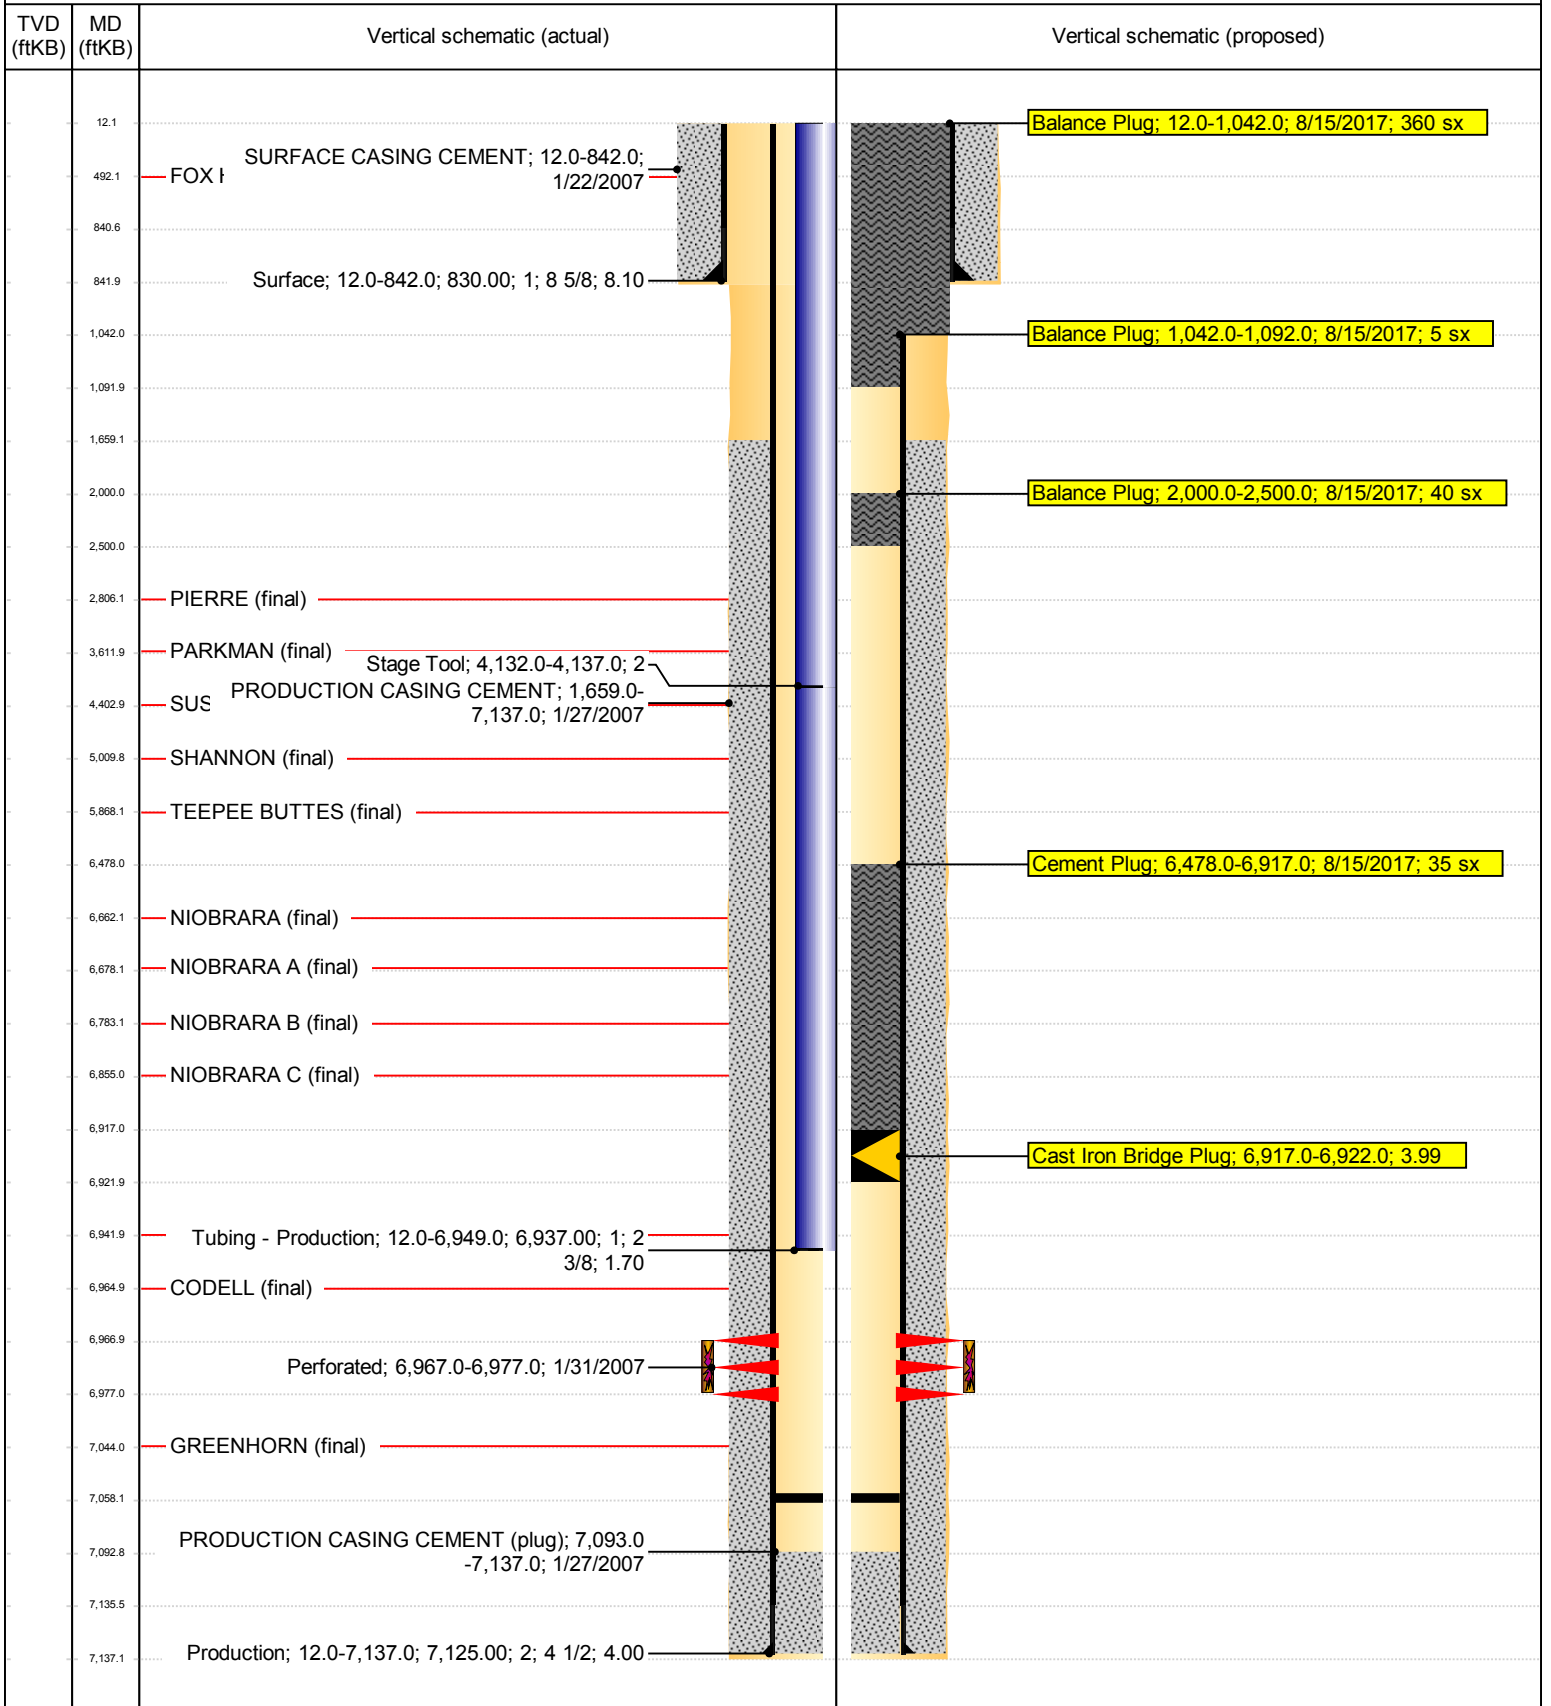 TVD (ftKB)
MD (ftKB)
Vertical schematic (actual)
Vertical schematic (proposed)
12.1
Balance Plug; 12.0-1,042.0; 8/15/2017; 360 sx
SURFACE CASING CEMENT; 12.0-842.0;
1/22/2007
492.1
FOX H
840.6
841.9
Surface; 12.0-842.0; 830.00; 1; 8 5/8; 8.10
1,042.0
Balance Plug; 1,042.0-1,092.0; 8/15/2017; 5 sx
1,091.9
1,659.1
2,000.0
Balance Plug; 2,000.0-2,500.0; 8/15/2017; 40 sx
2,500.0
2,806.1
PIERRE (final)
3,611.9
PARKMAN (final)
Stage Tool; 4,132.0-4,137.0; 2
PRODUCTION CASING CEMENT; 1,659.0-
7,137.0; 1/27/2007
4,402.9
SUS
5,009.8
SHANNON (final)
5,868.1
TEEPEE BUTTES (final)
6,478.0
Cement Plug; 6,478.0-6,917.0; 8/15/2017; 35 sx
6,662.1
NIOBRARA (final)
6,678.1
NIOBRARA A (final)
6,783.1
NIOBRARA B (final)
6,855.0
NIOBRARA C (final)
6,917.0
Cast Iron Bridge Plug; 6,917.0-6,922.0; 3.99
6,921.9
6,941.9
Tubing - Production; 12.0-6,949.0; 6,937.00; 1; 2
3/8; 1.70
6,964.9
CODELL (final)
6,966.9
Perforated; 6,967.0-6,977.0; 1/31/2007
6,977.0
7,044.0
GREENHORN (final)
7,058.1
PRODUCTION CASING CEMENT (plug); 7,093.0
-7,137.0; 1/27/2007
7,092.8
7,135.5
7,137.1
Production; 12.0-7,137.0; 7,125.00; 2; 4 1/2; 4.00